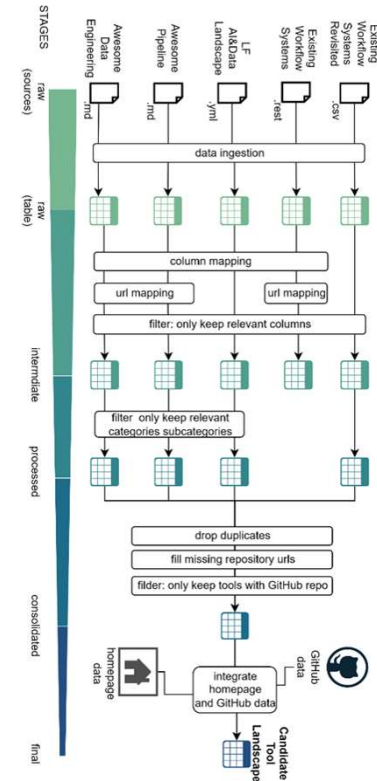 STAGES
raw
(sources)
raw
(table)
intermdiate
processed
consolidated
final
Awesome
Data
Engineering
.md
Awesome
Pipeline
.md
LF
AI&Data
Landscape
.yml
Existing
Workflow
Systems
.rest
Existing
Workflow
Systems
Revisited
.csv
data ingestion
column mapping
url mapping
url mapping
filter: only keep relevant columns
filter only keep relevant
categories subcategories
drop duplicates
fill missing repository urls
filder: only keep tools with GitHub repo
homepage
data
GitHub
data
integrate
homepage
and GitHub data
Candidate
Tool
Landscape